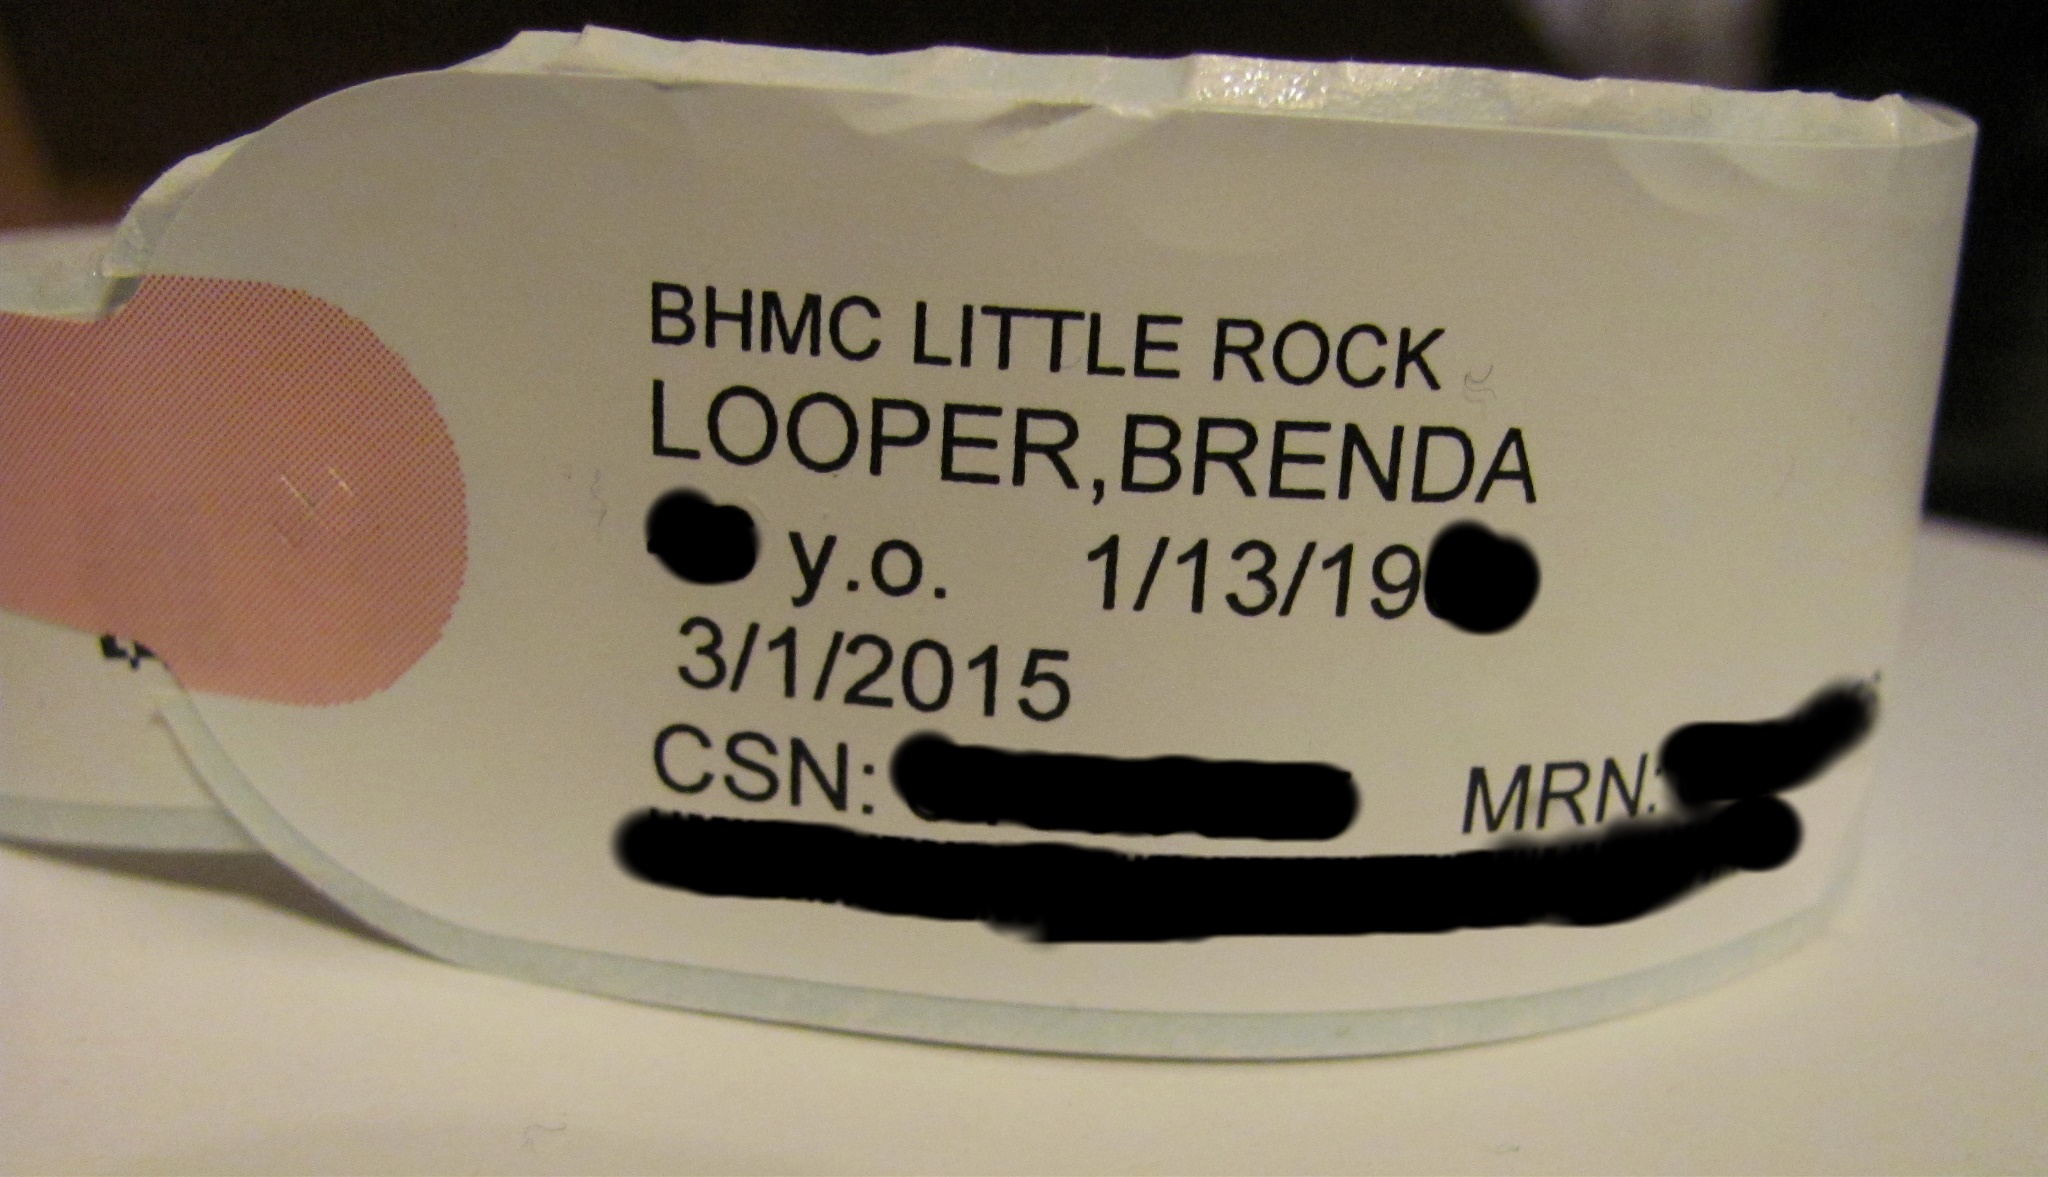 BHMC LITTLE ROCK
LOOPER,BRENDA
y.o. 1/13/19
3/1/2015
CSN: MRN: